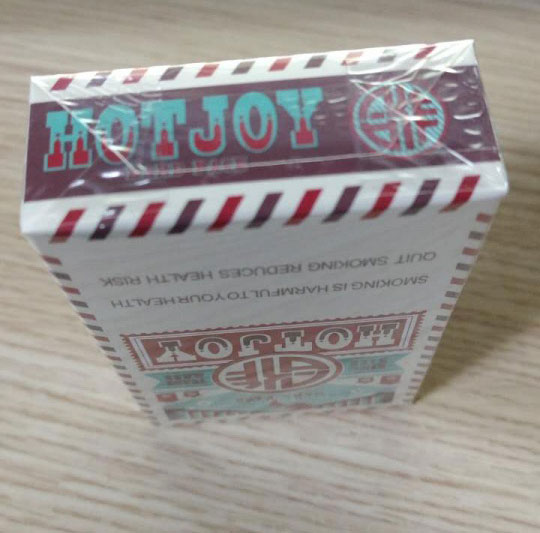 HOTJOY
SMOKING IS HARMFUL TO YOUR HEALTH
QUIT SMOKING REDUCES HEALTH RISK
HOTJOY